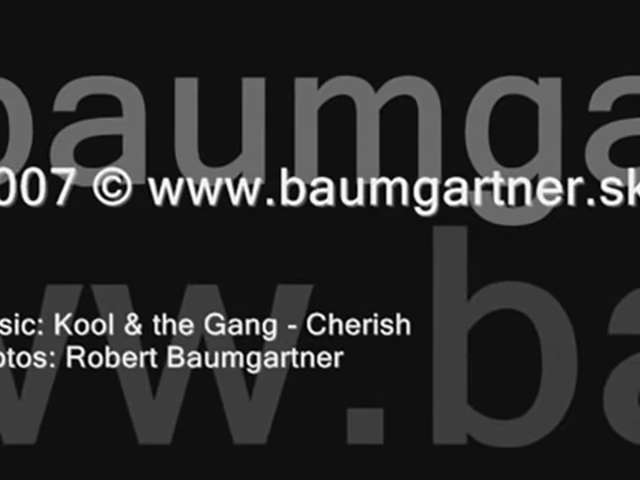 baumga
007 © www.baumgartner.sk
ww.ba
sic: Kool & the Gang - Cherish
otos: Robert Baumgartner